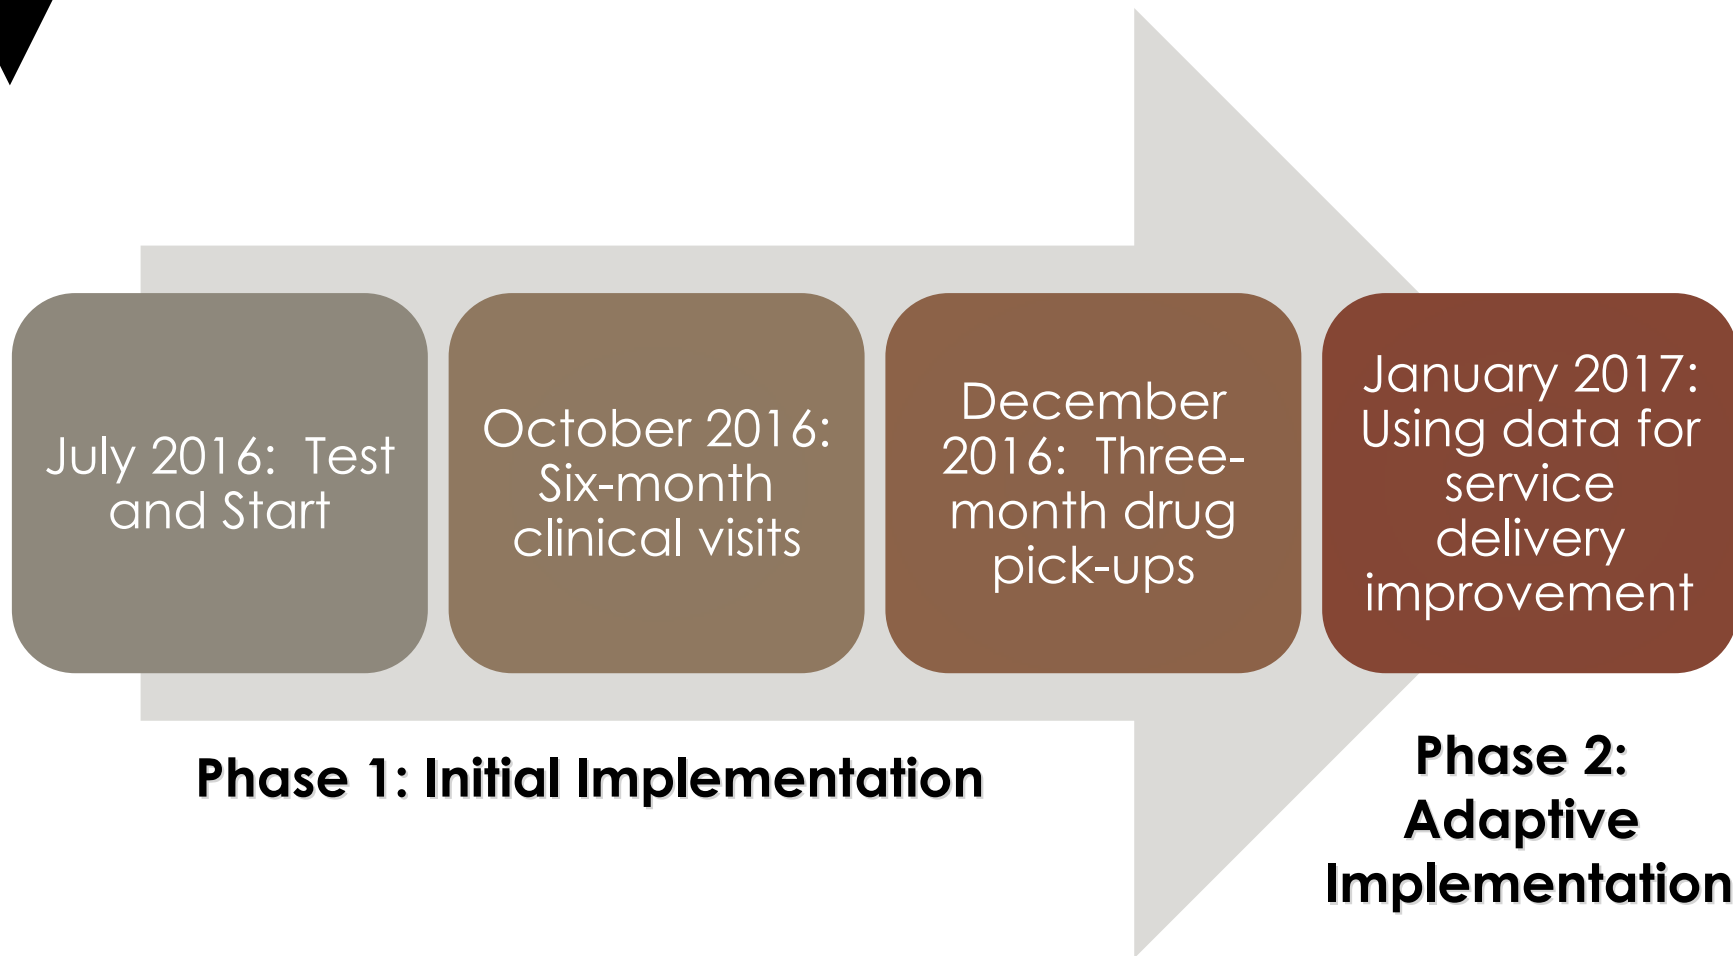 July 2016:  Test
and Start
October 2016:
Six-month
clinical visits
December
2016:  Three-
month drug
pick-ups
January 2017:
Using data for
service
delivery
improvement
Phase 1: Initial Implementation
Phase 2:
Adaptive
Implementation